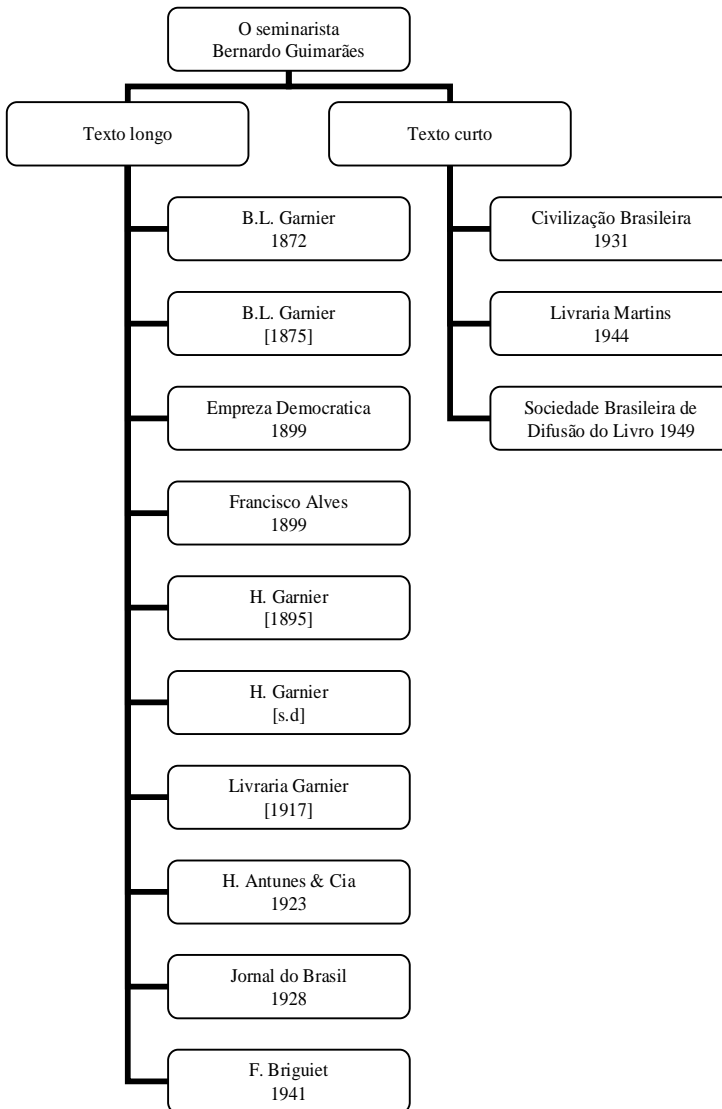 O seminarista
Bernardo Guimarães
Texto longo
Texto curto
B.L. Garnier
1872
B.L. Garnier
[1875]
Empreza Democratica
1899
Francisco Alves
1899
H. Garnier
[1895]
H. Garnier
[s.d]
Livraria Garnier
[1917]
H. Antunes & Cia
1923
Jornal do Brasil
1928
F. Briguiet
1941
Civilização Brasileira
1931
Livraria Martins
1944
Sociedade Brasileira de
Difusão do Livro 1949